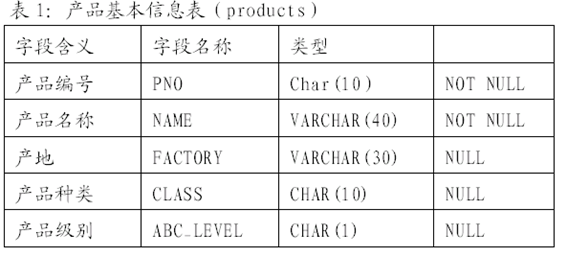 表1: 产品基本信息表(products)
字段含义 字段名称 类型
产品编号 PNO Char(10) NOT NULL
产品名称 NAME VARCHAR(40) NOT NULL
产地 FACTORY VARCHAR(30) NULL
产品种类 CLASS CHAR(10) NULL
产品级别 ABC_LEVEL CHAR(1) NULL